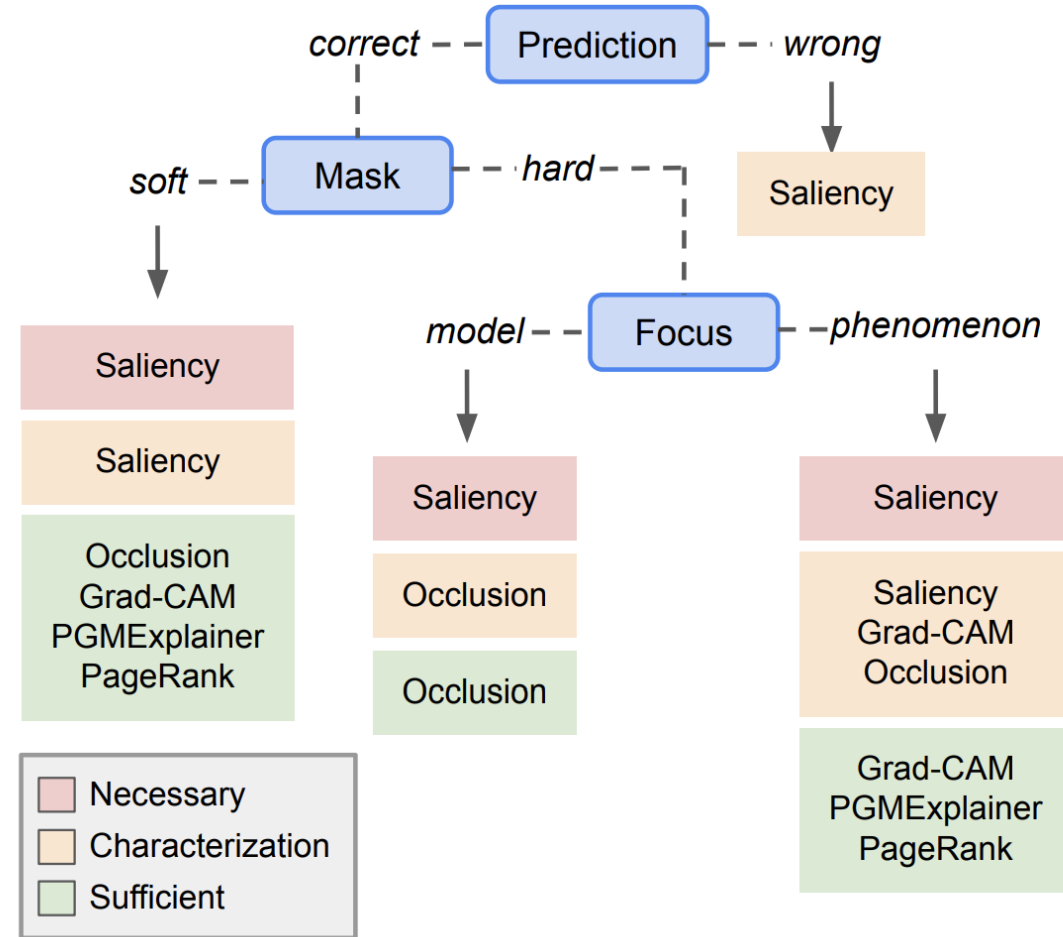 correct
Prediction
wrong
soft
Mask
hard
Saliency
model
Focus
phenomenon
Saliency
Saliency
Occlusion
Grad-CAM
PGMExplainer
PageRank
Saliency
Occlusion
Occlusion
Saliency
Saliency
Grad-CAM
Occlusion
Grad-CAM
PGMExplainer
PageRank
Necessary
Characterization
Sufficient